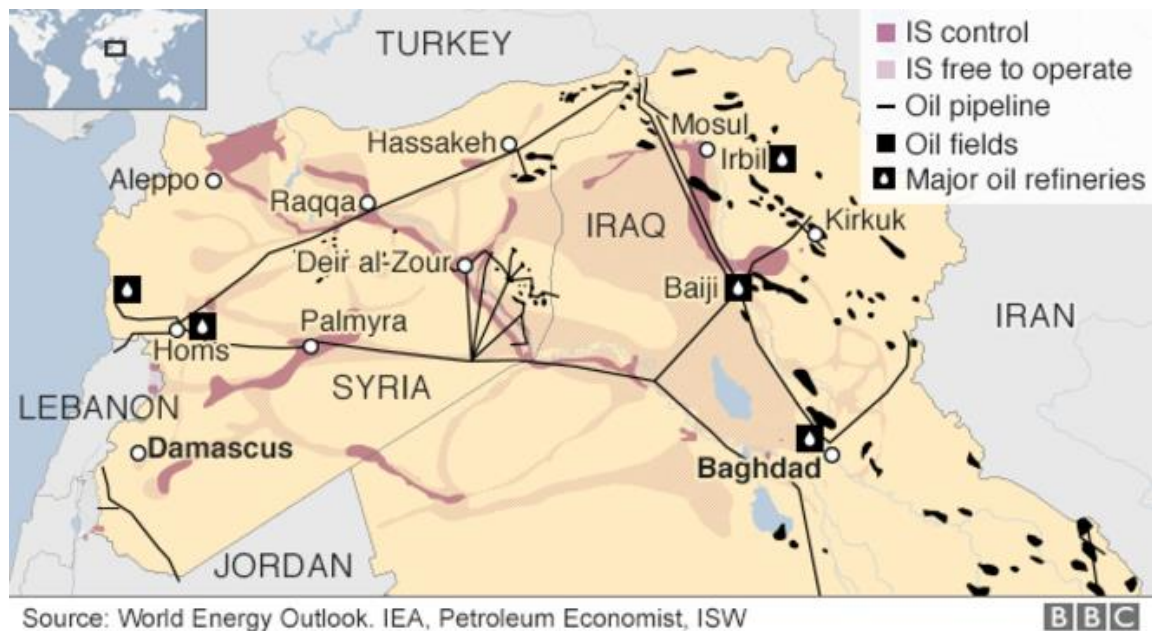 TURKEY
IS control
IS free to operate
Oil pipeline
Oil fields
Major oil refineries
Hassakeh
Mosul
Irbil
Aleppo
Raqqa
IRAQ
Kirkuk
Deir al-Zour
Baiji
IRAN
Palmyra
Homs
SYRIA
LEBANON
Damascus
Baghdad
JORDAN
Source: World Energy Outlook. IEA, Petroleum Economist, ISW
BBC